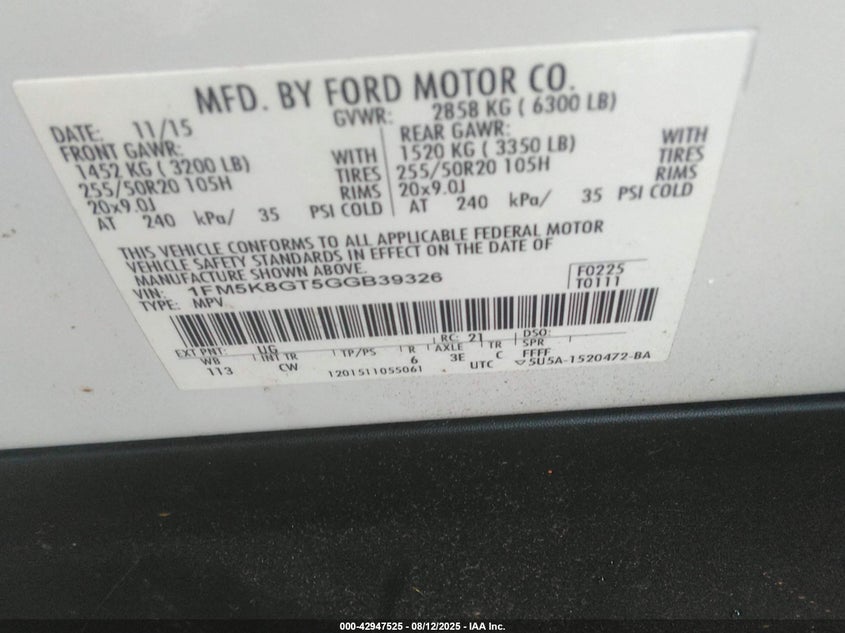 MFD. BY FORD MOTOR CO.
DATE: 11/15
GVWR: 2858 KG ( 6300 LB)
FRONT GAWR:
1452 KG ( 3200 LB)
255/50R20 105H
20x9.0J
WITH
TIRES
RIMS
AT 240 kPa/ 35 PSI COLD
REAR GAWR:
1520 KG ( 3350 LB)
255/50R20 105H
20x9.0J
WITH
TIRES
RIMS
AT 240 kPa/ 35 PSI COLD
THIS VEHICLE CONFORMS TO ALL APPLICABLE FEDERAL MOTOR
VEHICLE SAFETY STANDARDS IN EFFECT ON THE DATE OF
MANUFACTURE SHOWN ABOVE.
VIN: 1FM5K8GT5GGB39326
TYPE: MPV
F0225
T0111
EXT PNT: UG RC: 21 DSO:
WB INT TR TP/PS R AXLE TR SPR
113 CW 6 3E C FFFF
1201511055061 UTC ▽5U5A-1520472-BA
000-42947525 - 08/12/2025 - IAA Inc.